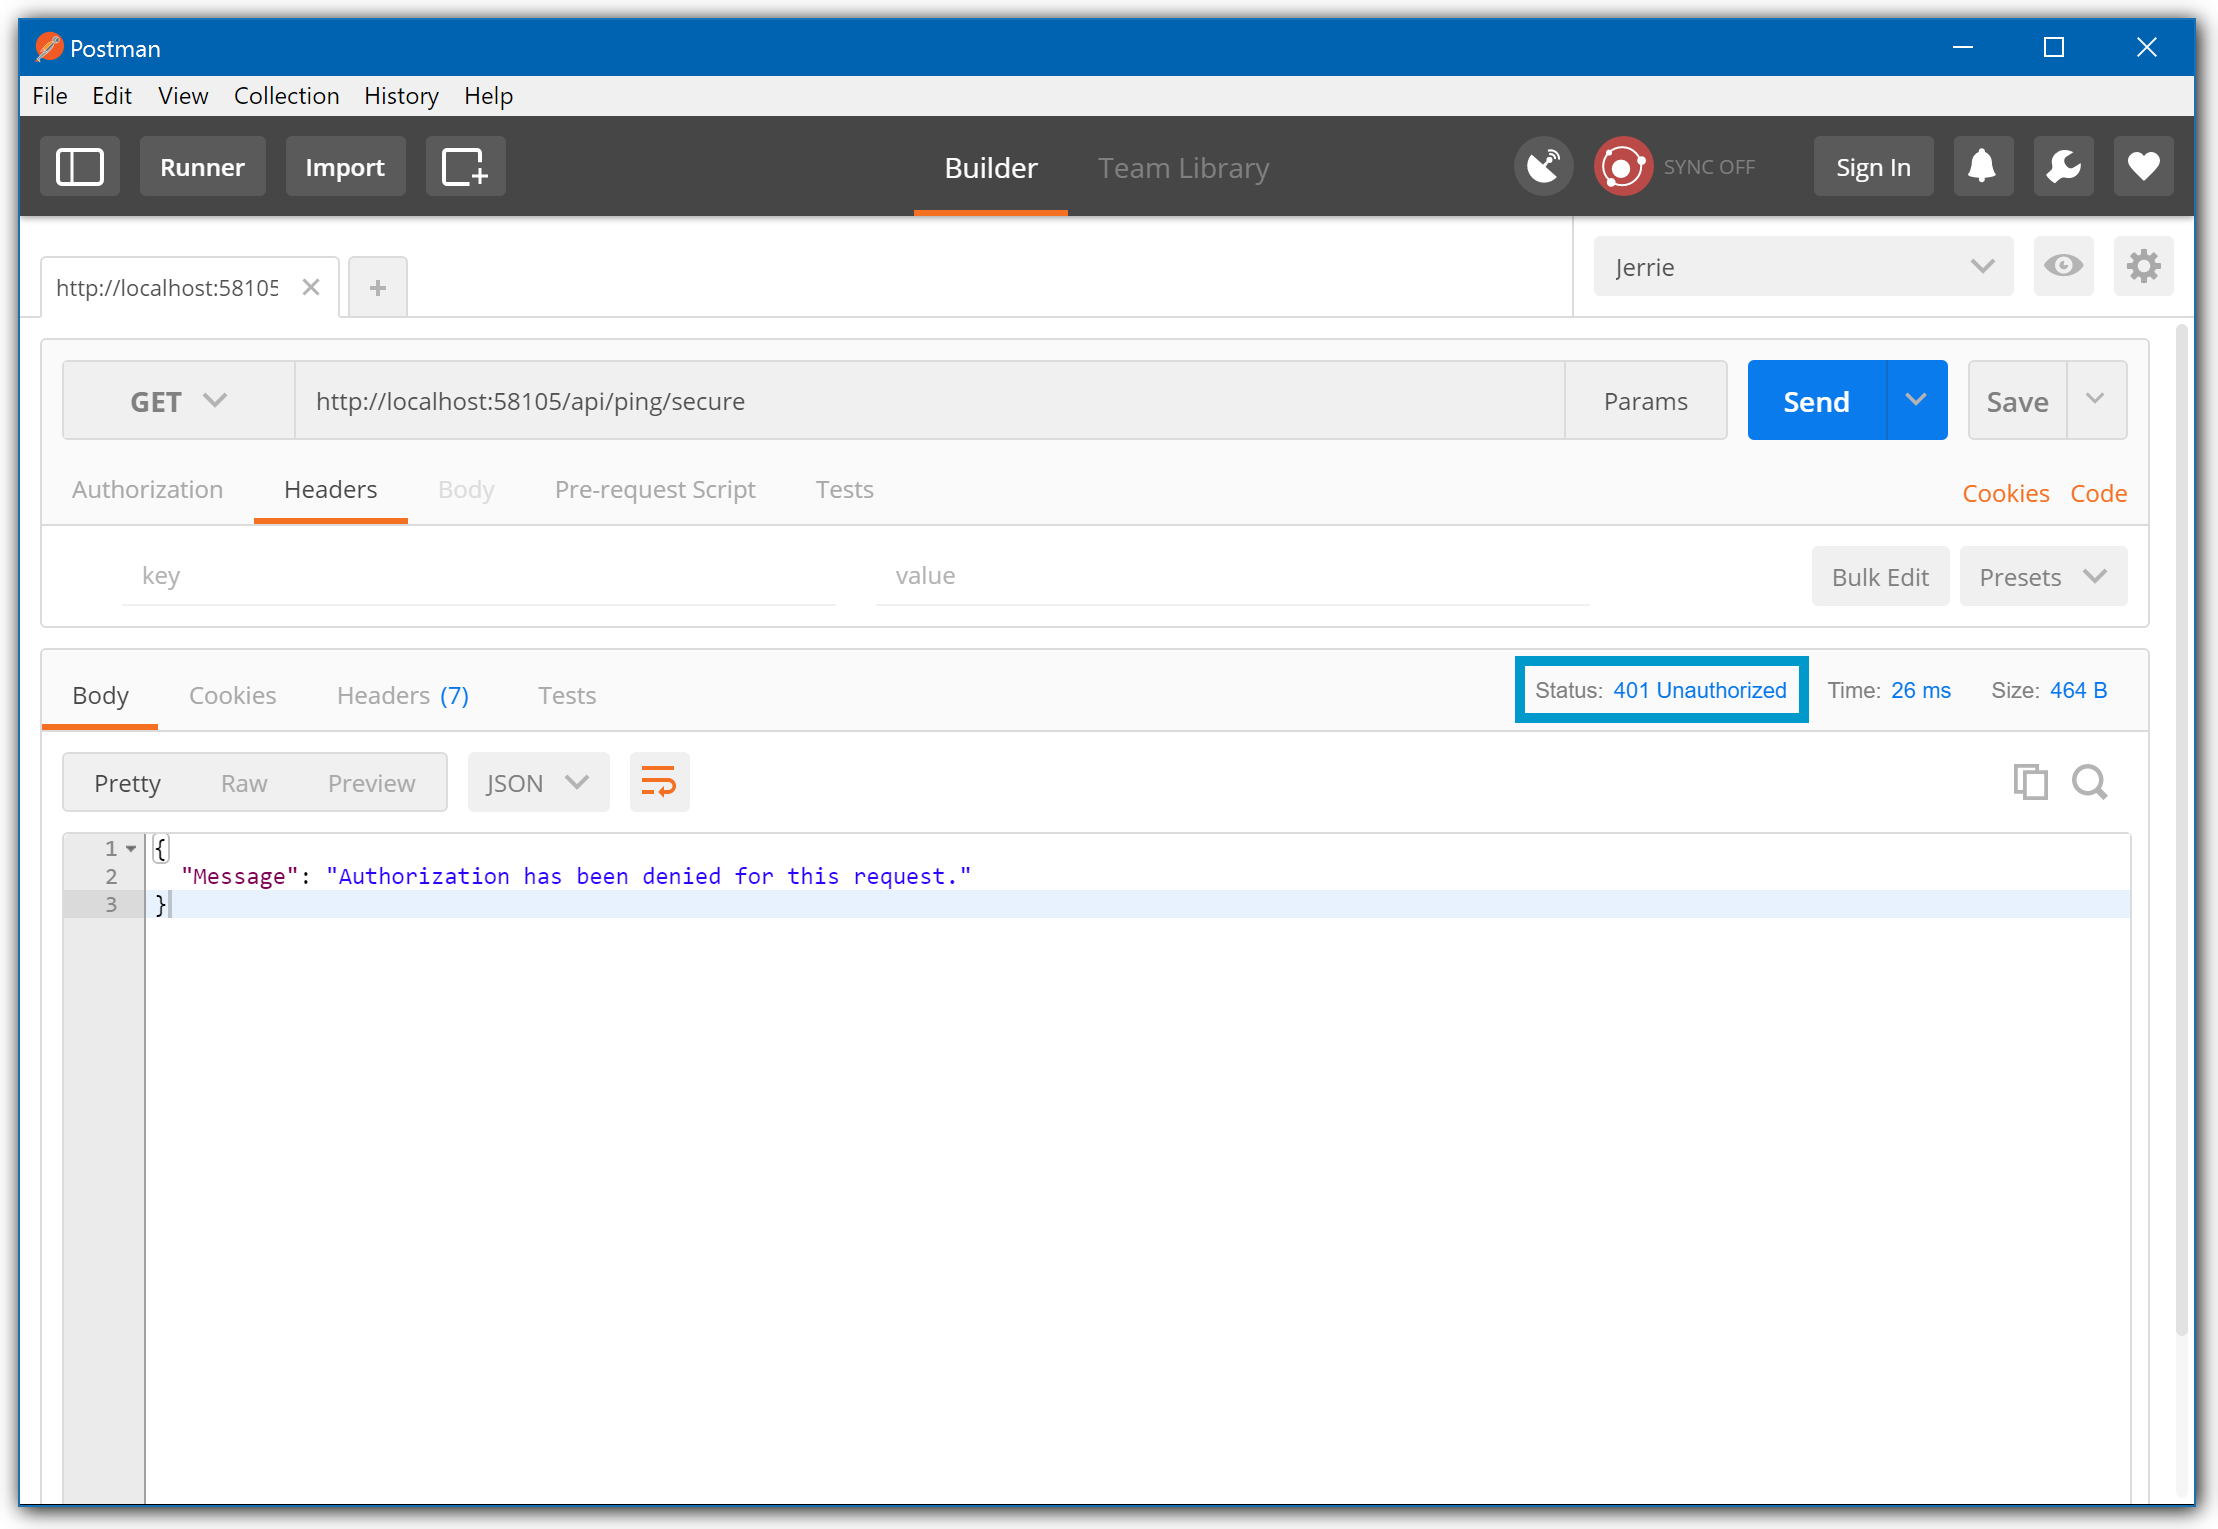 Postman
File Edit View Collection History Help
Runner Import Builder Team Library SYNC OFF Sign In
http://localhost:58105 Jerrie
GET http://localhost:58105/api/ping/secure Params Send Save
Authorization Headers Body Pre-request Script Tests Cookies Code
key value Bulk Edit Presets
Body Cookies Headers (7) Tests Status: 401 Unauthorized Time: 26 ms Size: 464 B
Pretty Raw Preview JSON
1 {
2 "Message": "Authorization has been denied for this request."
3 }